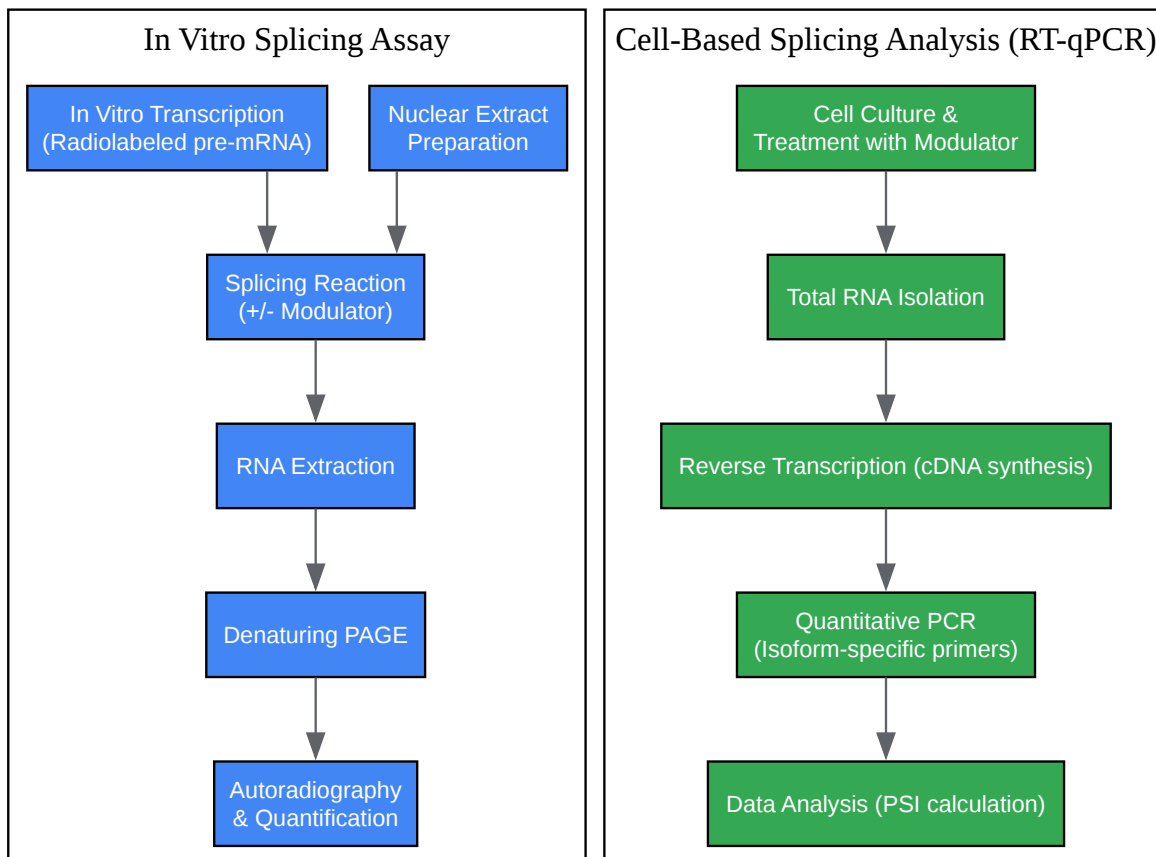 In Vitro Splicing Assay
In Vitro Transcription
(Radiolabeled pre-mRNA)
Nuclear Extract
Preparation
Splicing Reaction
(+/- Modulator)
RNA Extraction
Denaturing PAGE
Autoradiography
& Quantification
Cell-Based Splicing Analysis (RT-qPCR)
Cell Culture &
Treatment with Modulator
Total RNA Isolation
Reverse Transcription (cDNA synthesis)
Quantitative PCR
(Isoform-specific primers)
Data Analysis (PSI calculation)